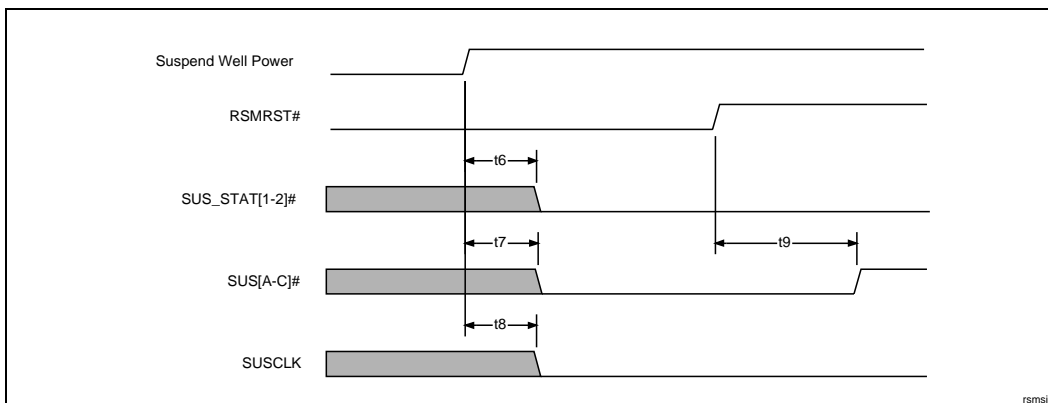 Suspend Well Power
RSMRST#
t6
SUS_STAT[1-2]#
t7
t9
SUS[A-C]#
t8
SUSCLK
rsmsi